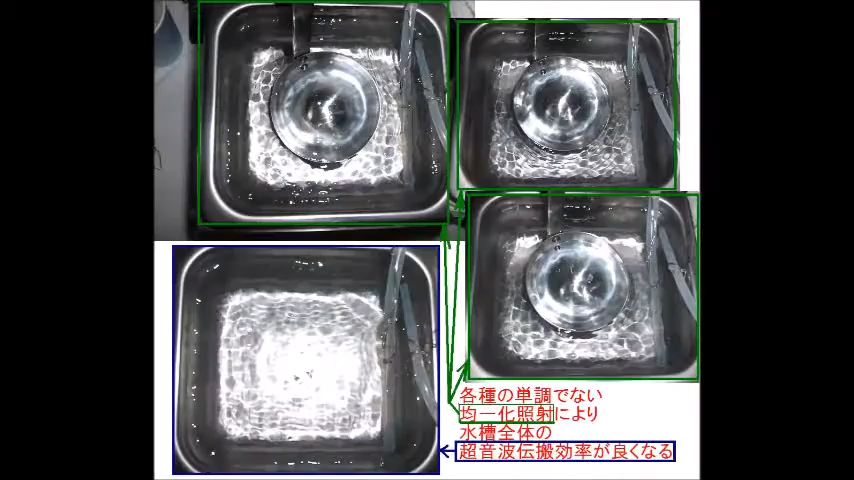 各種の単調でない
均一化照射により
水槽全体の
超音波伝搬効率が良くなる